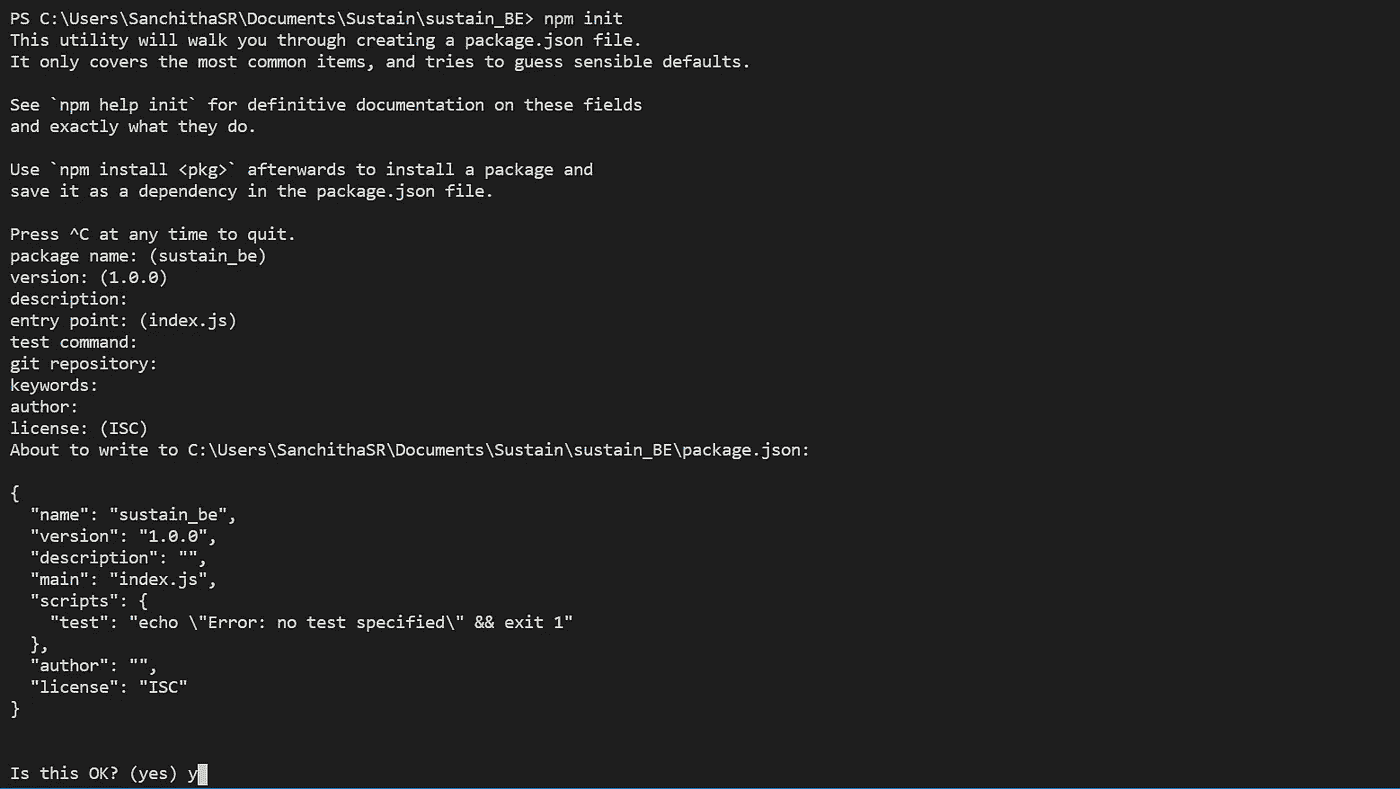 PS C:\Users\SanchithaSR\Documents\Sustain\sustain_BE> npm init
This utility will walk you through creating a package.json file.
It only covers the most common items, and tries to guess sensible defaults.
See `npm help init` for definitive documentation on these fields
and exactly what they do.
Use `npm install <pkg>` afterwards to install a package and
save it as a dependency in the package.json file.
Press ^C at any time to quit.
package name: (sustain_be)
version: (1.0.0)
description:
entry point: (index.js)
test command:
git repository:
keywords:
author:
license: (ISC)
About to write to C:\Users\SanchithaSR\Documents\Sustain\sustain_BE\package.json:
{
  "name": "sustain_be",
  "version": "1.0.0",
  "description": "",
  "main": "index.js",
  "scripts": {
    "test": "echo \"Error: no test specified\" && exit 1"
  },
  "author": "",
  "license": "ISC"
}
Is this OK? (yes) y